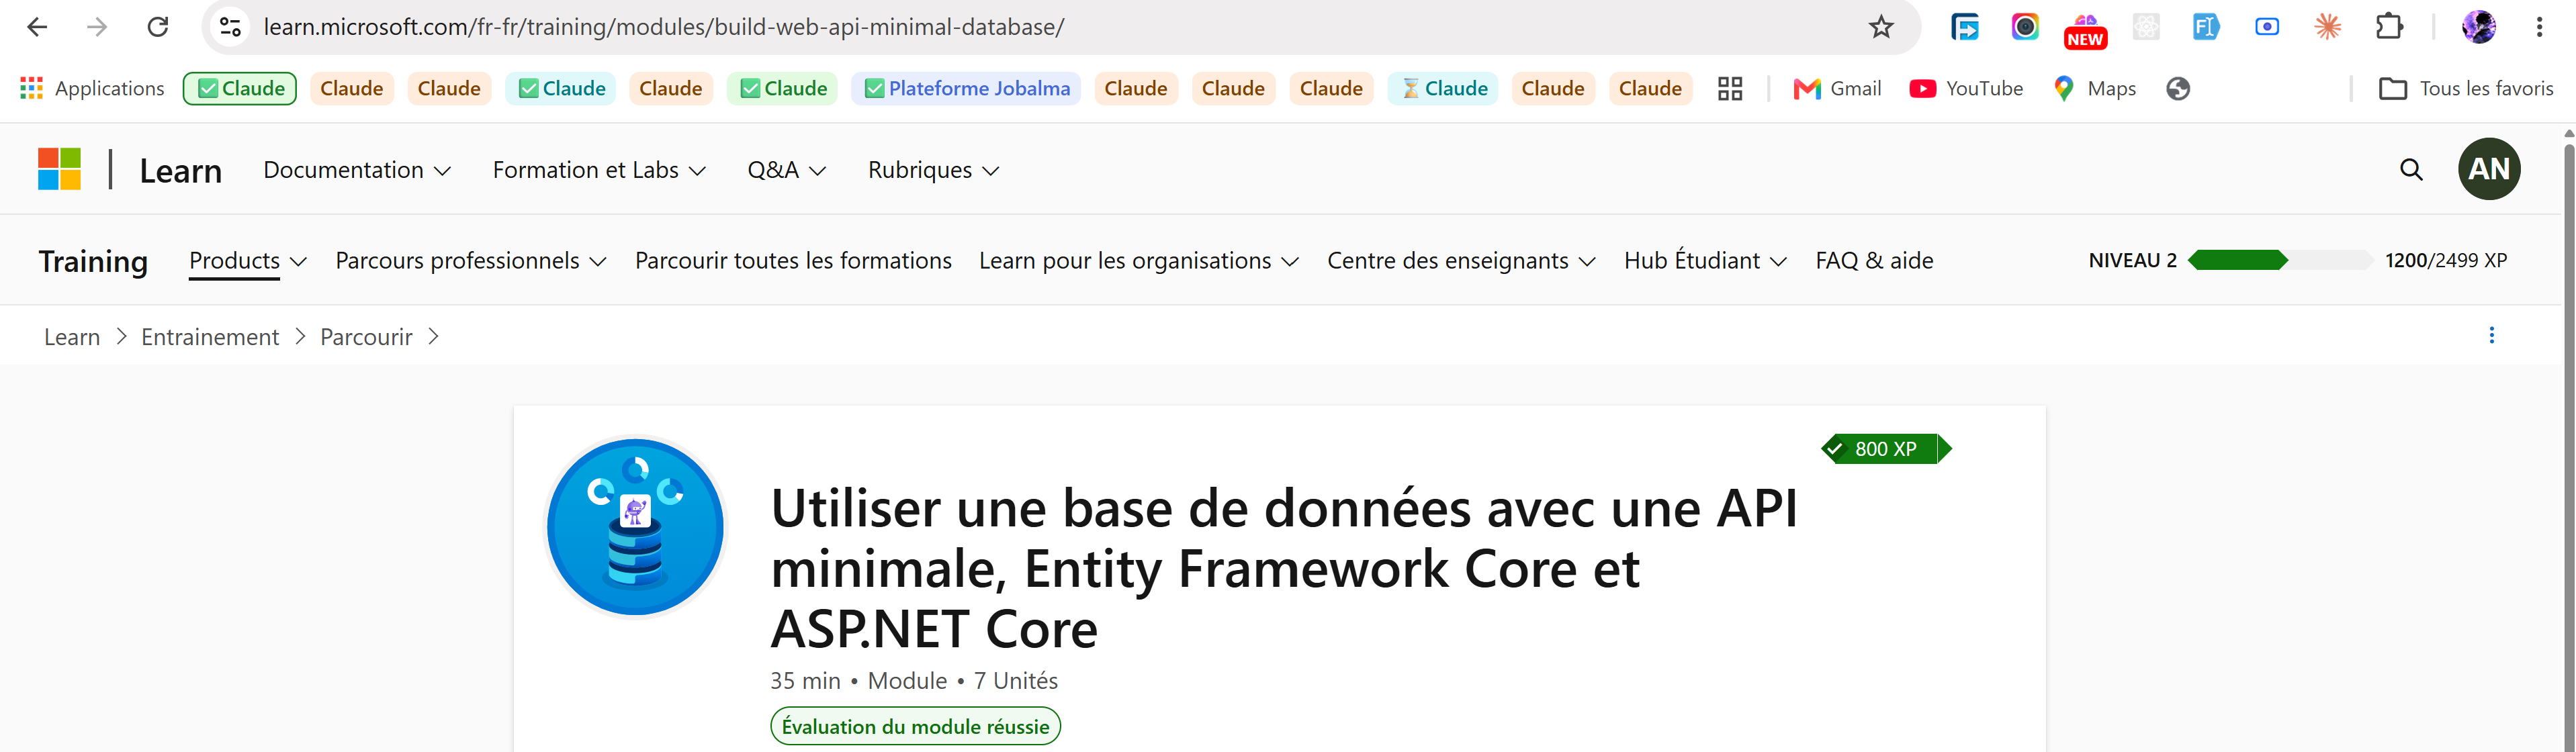 learn.microsoft.com/fr-fr/training/modules/build-web-api-minimal-database/
NEW
Applications ✅Claude Claude Claude ✅Claude Claude ✅Claude ✅Plateforme Jobalma Claude Claude Claude ⏳Claude Claude Claude Gmail YouTube Maps Tous les favoris
Learn Documentation Formation et Labs Q&A Rubriques AN
Training Products Parcours professionnels Parcourir toutes les formations Learn pour les organisations Centre des enseignants Hub Étudiant FAQ & aide NIVEAU 2 1200/2499 XP
Learn > Entrainement > Parcourir >
800 XP
Utiliser une base de données avec une API
minimale, Entity Framework Core et
ASP.NET Core
35 min • Module • 7 Unités
Évaluation du module réussie